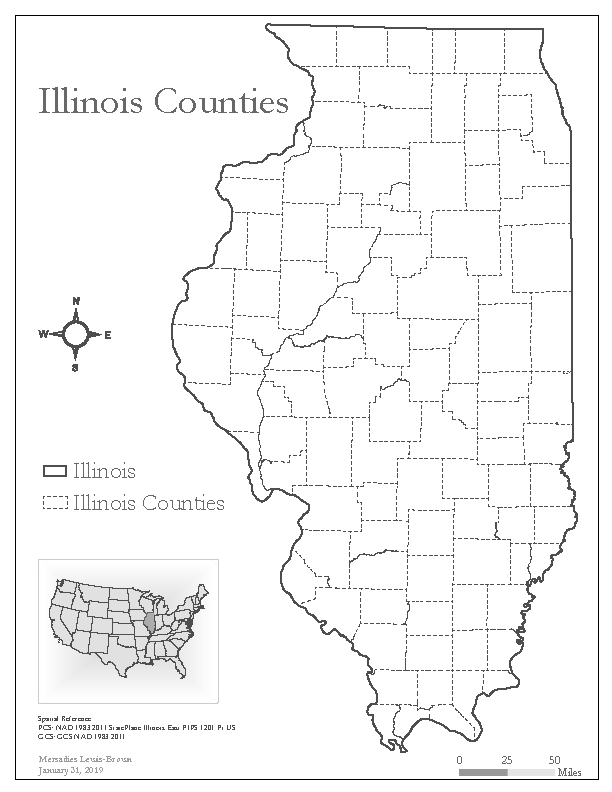 Illinois Counties
N
W E
S
Illinois
Illinois Counties
Spatial Reference
PCS: NAD 1983 2011 StatePlane Illinois East FIPS 1201 Ft US
GCS: GCS NAD 1983 2011
Mersadies Lewis-Brown
January 31, 2019
0 25 50
Miles